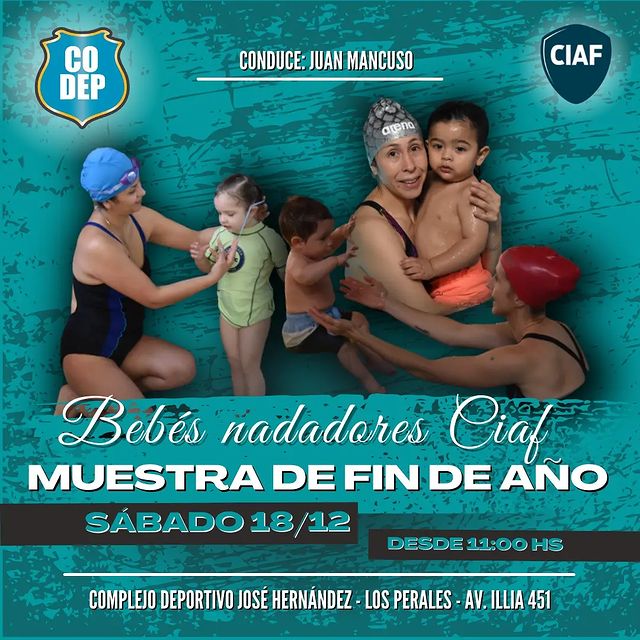 CO
DEP
CONDUCE: JUAN MANCUSO
CIAF
arena
Bebés nadadores Ciaf
MUESTRA DE FIN DE AÑO
SÁBADO 18/12
DESDE 11:00 HS
COMPLEJO DEPORTIVO JOSÉ HERNÁNDEZ - LOS PERALES - AV. ILLIA 451